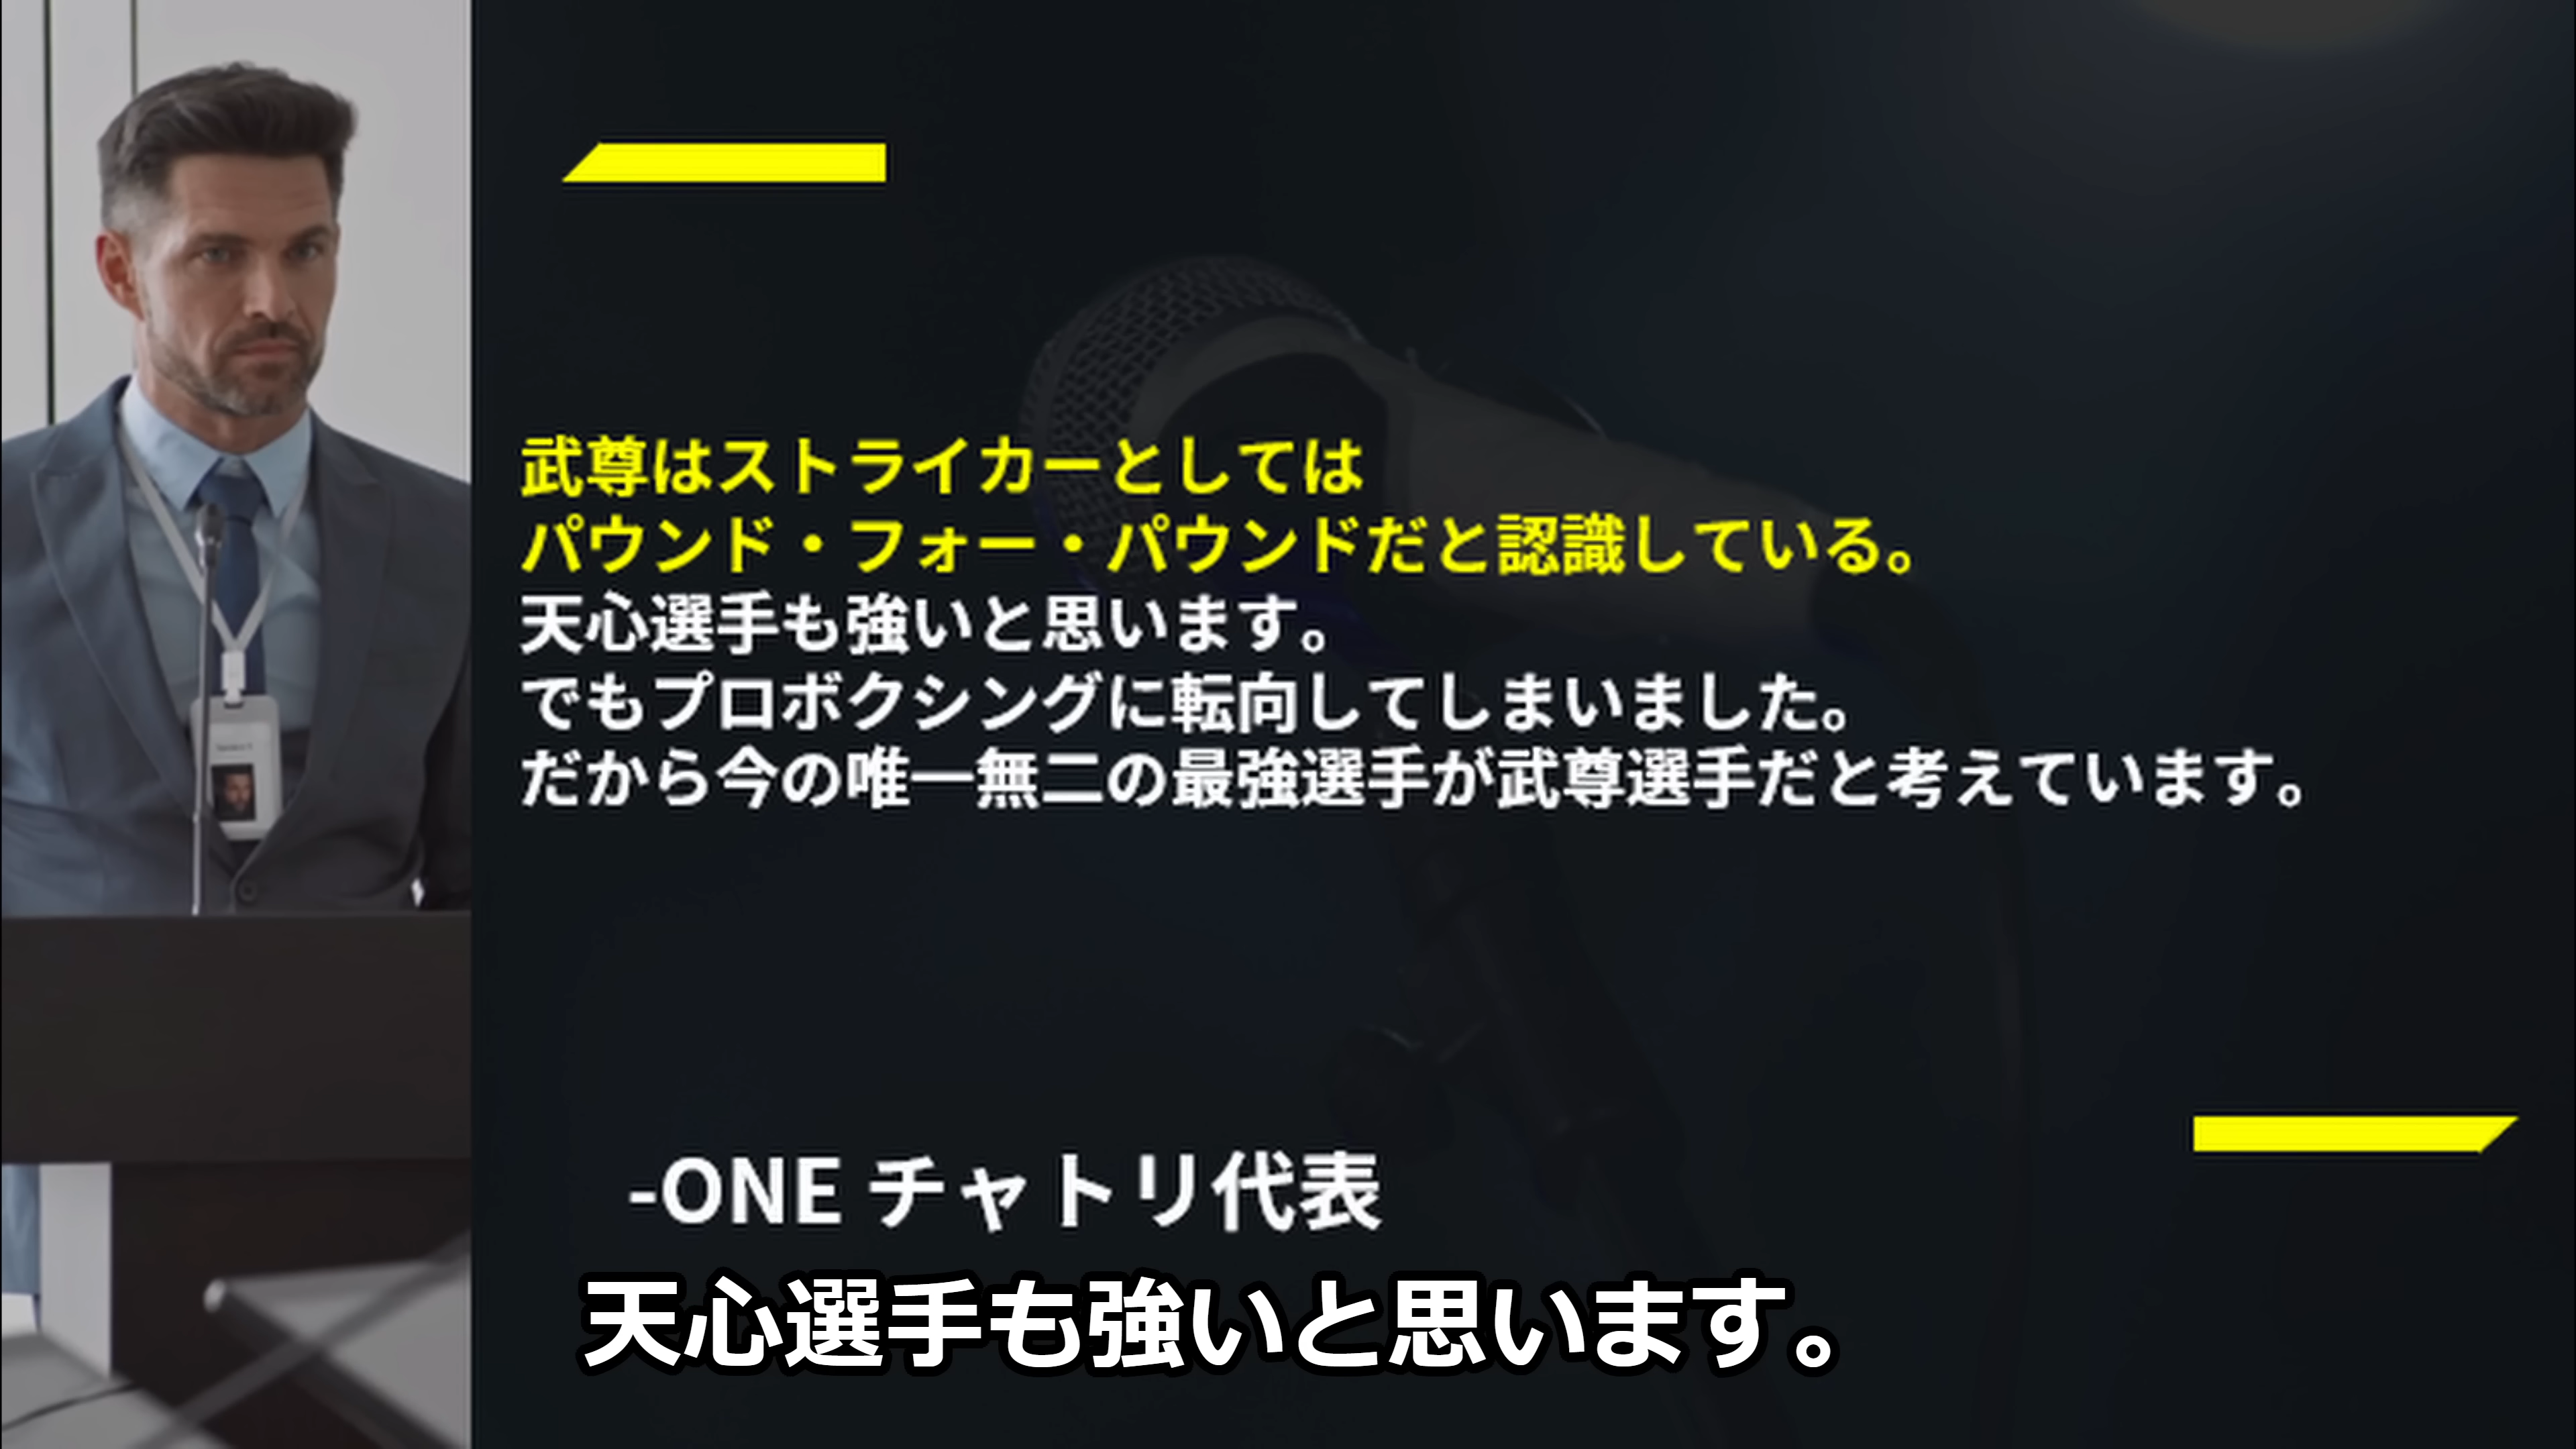 武尊はストライカーとしては
パウンド・フォー・パウンドだと認識している。
天心選手も強いと思います。
でもプロボクシングに転向してしまいました。
だから今の唯一無二の最強選手が武尊選手だと考えています。
-ONE チャトリ代表
天心選手も強いと思います。